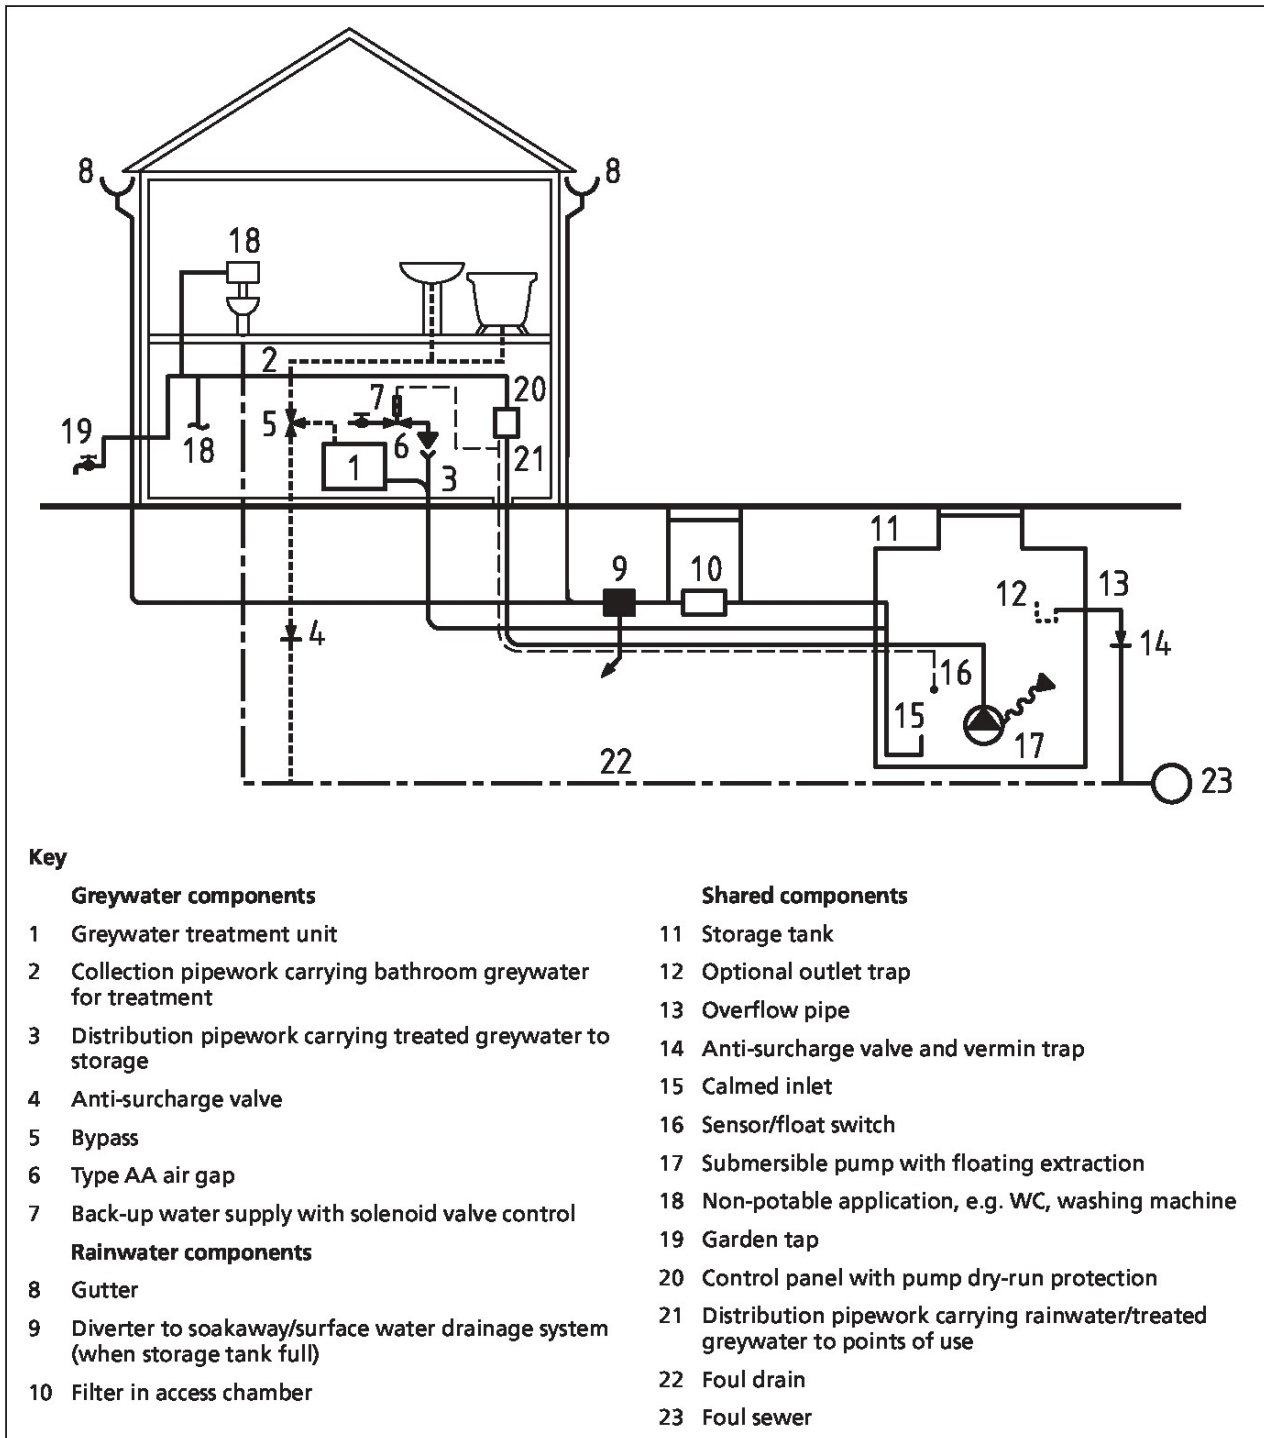 8
8
18
2
20
7
19
5
18
6
21
1
3
11
9
10
12
13
4
14
16
15
17
22
23
Key
Greywater components
1 Greywater treatment unit
2 Collection pipework carrying bathroom greywater
for treatment
3 Distribution pipework carrying treated greywater to
storage
4 Anti-surcharge valve
5 Bypass
6 Type AA air gap
7 Back-up water supply with solenoid valve control
Rainwater components
8 Gutter
9 Diverter to soakaway/surface water drainage system
(when storage tank full)
10 Filter in access chamber
Shared components
11 Storage tank
12 Optional outlet trap
13 Overflow pipe
14 Anti-surcharge valve and vermin trap
15 Calmed inlet
16 Sensor/float switch
17 Submersible pump with floating extraction
18 Non-potable application, e.g. WC, washing machine
19 Garden tap
20 Control panel with pump dry-run protection
21 Distribution pipework carrying rainwater/treated
greywater to points of use
22 Foul drain
23 Foul sewer